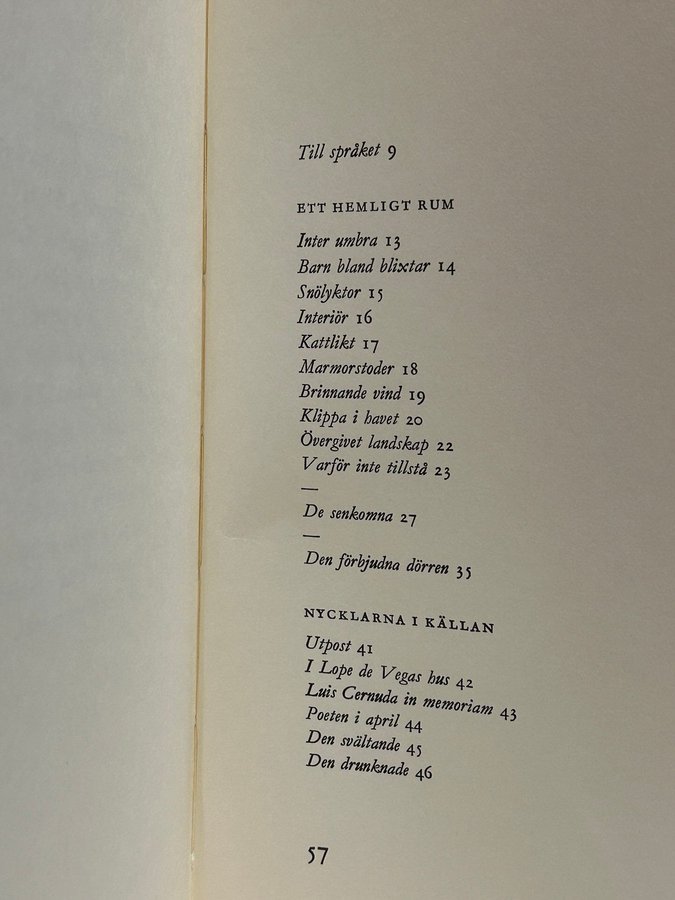 Till språket 9
ETT HEMLIGT RUM
Inter umbra 13
Barn bland blixtar 14
Snölyktor 15
Interiör 16
Kattlikt 17
Marmorstoder 18
Brinnande vind 19
Klippa i havet 20
Övergivet landskap 22
Varför inte tillstå 23
—
De senkomna 27
—
Den förbjudna dörren 35
NYCKLARNA I KÄLLAN
Utpost 41
I Lope de Vegas hus 42
Luis Cernuda in memoriam 43
Poeten i april 44
Den svältande 45
Den drunknade 46
57